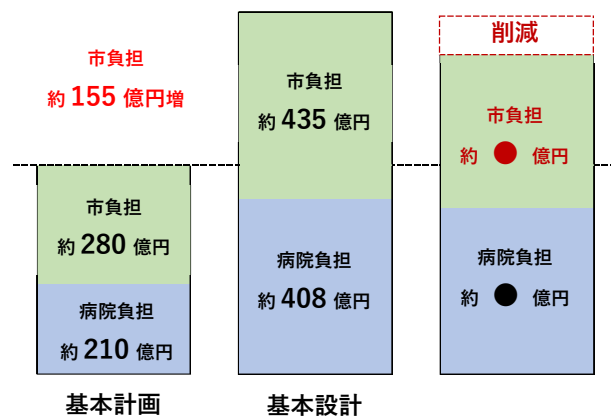 市負担
約 155 億円増
市負担
約 280 億円
病院負担
約 210 億円
基本計画
市負担
約 435 億円
病院負担
約 408 億円
基本設計
削減
市負担
約 ● 億円
病院負担
約 ● 億円